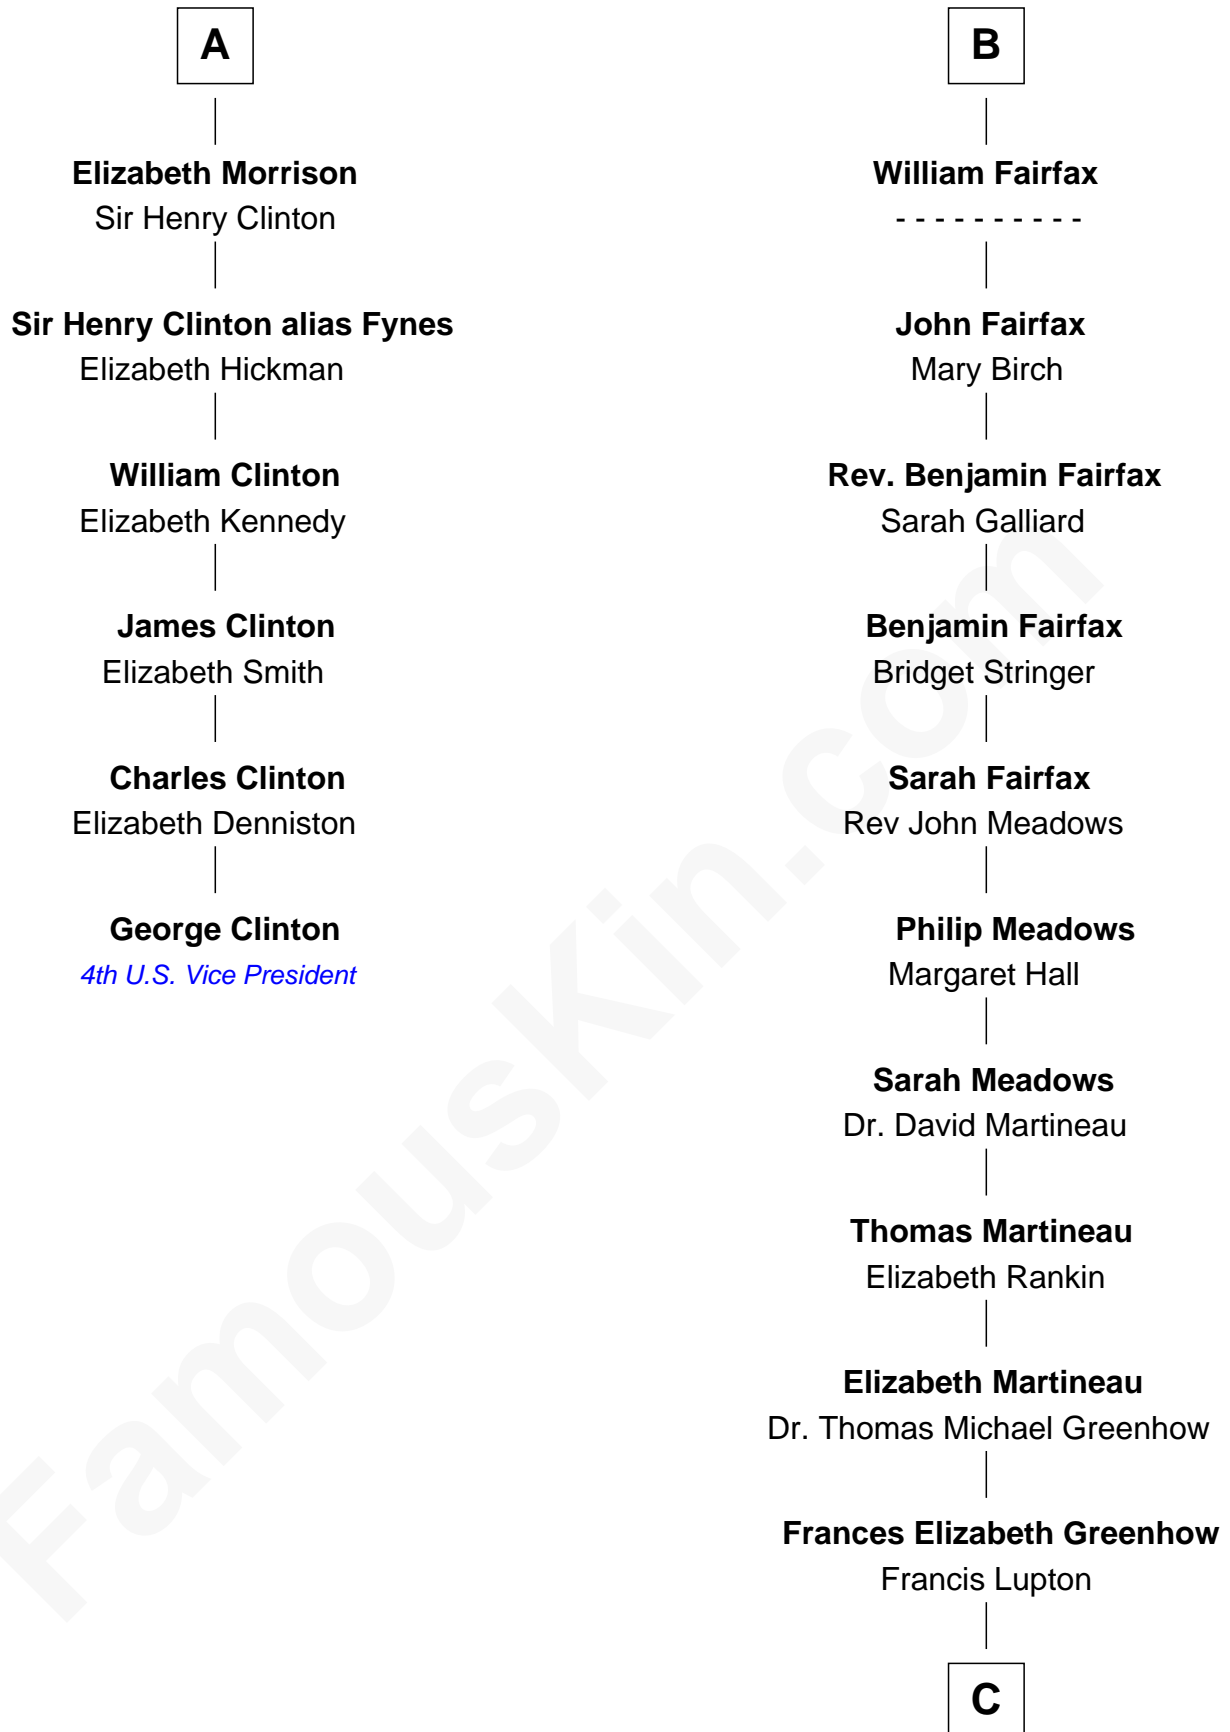 A
Elizabeth Morrison
Sir Henry Clinton
Sir Henry Clinton alias Fynes
Elizabeth Hickman
William Clinton
Elizabeth Kennedy
James Clinton
Elizabeth Smith
Charles Clinton
Elizabeth Denniston
George Clinton
4th U.S. Vice President
B
William Fairfax
- - - - - - - - - -
John Fairfax
Mary Birch
Rev. Benjamin Fairfax
Sarah Galliard
Benjamin Fairfax
Bridget Stringer
Sarah Fairfax
Rev John Meadows
Philip Meadows
Margaret Hall
Sarah Meadows
Dr. David Martineau
Thomas Martineau
Elizabeth Rankin
Elizabeth Martineau
Dr. Thomas Michael Greenhow
Frances Elizabeth Greenhow
Francis Lupton
C
FamousKin.com